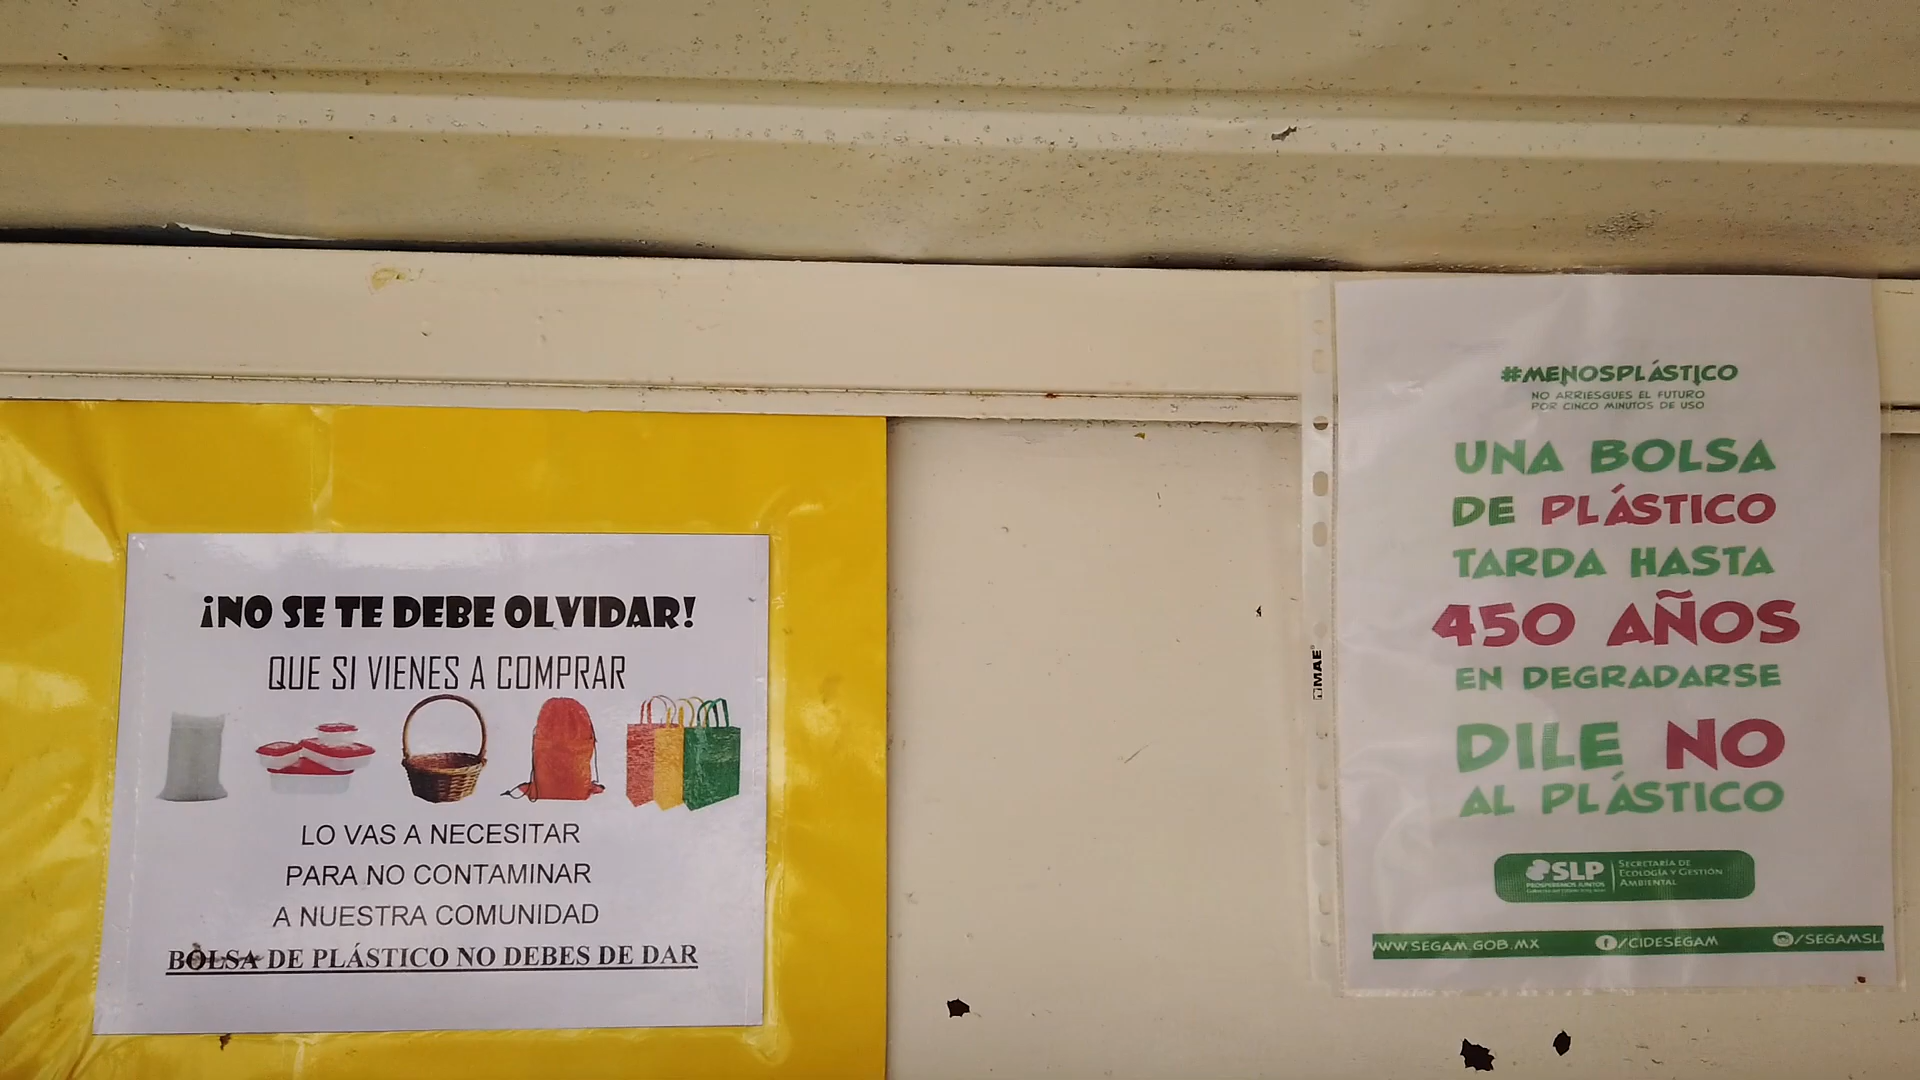 ¡NO SE TE DEBE OLVIDAR!
QUE SI VIENES A COMPRAR
LO VAS A NECESITAR
PARA NO CONTAMINAR
A NUESTRA COMUNIDAD
BOLSA DE PLÁSTICO NO DEBES DE DAR
MAE
#MENOSPLÁSTICO
NO ARRIESGUES EL FUTURO
POR CINCO MINUTOS DE USO
UNA BOLSA
DE PLÁSTICO
TARDA HASTA
450 AÑOS
EN DEGRADARSE
DILE NO
AL PLÁSTICO
SLP
PROSPEREMOS JUNTOS
SECRETARÍA DE
ECOLOGÍA Y GESTIÓN
AMBIENTAL
WWW.SEGAM.GOB.MX /CIDESEGAM /SEGAMSL